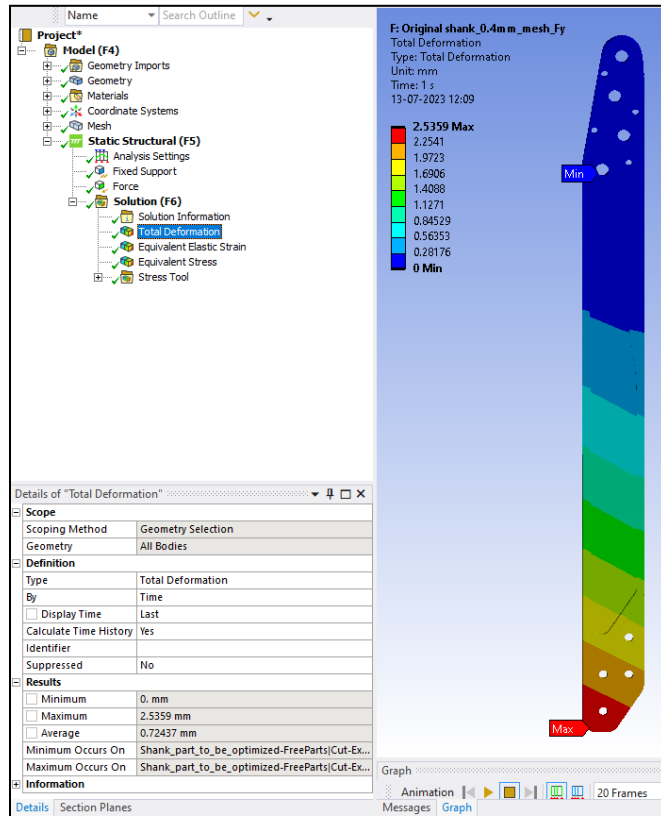 Name Search Outline
Project*
Model (F4)
Geometry Imports
Geometry
Materials
Coordinate Systems
Mesh
Static Structural (F5)
Analysis Settings
Fixed Support
Force
Solution (F6)
Solution Information
Total Deformation
Equivalent Elastic Strain
Equivalent Stress
Stress Tool
Details of "Total Deformation"
Scope
Scoping Method Geometry Selection
Geometry All Bodies
Definition
Type Total Deformation
By Time
Display Time Last
Calculate Time History Yes
Identifier
Suppressed No
Results
Minimum 0. mm
Maximum 2.5359 mm
Average 0.72437 mm
Minimum Occurs On Shank_part_to_be_optimized-FreeParts|Cut-Ex...
Maximum Occurs On Shank_part_to_be_optimized-FreeParts|Cut-Ex...
Information
Details Section Planes
F: Original shank_0.4mm_mesh_Fy
Total Deformation
Type: Total Deformation
Unit: mm
Time: 1 s
13-07-2023 12:09
2.5359 Max
2.2541
1.9723
1.6906
1.4088
1.1271
0.84529
0.56353
0.28176
0 Min
Min
Max
Graph
Animation 20 Frames
Messages Graph